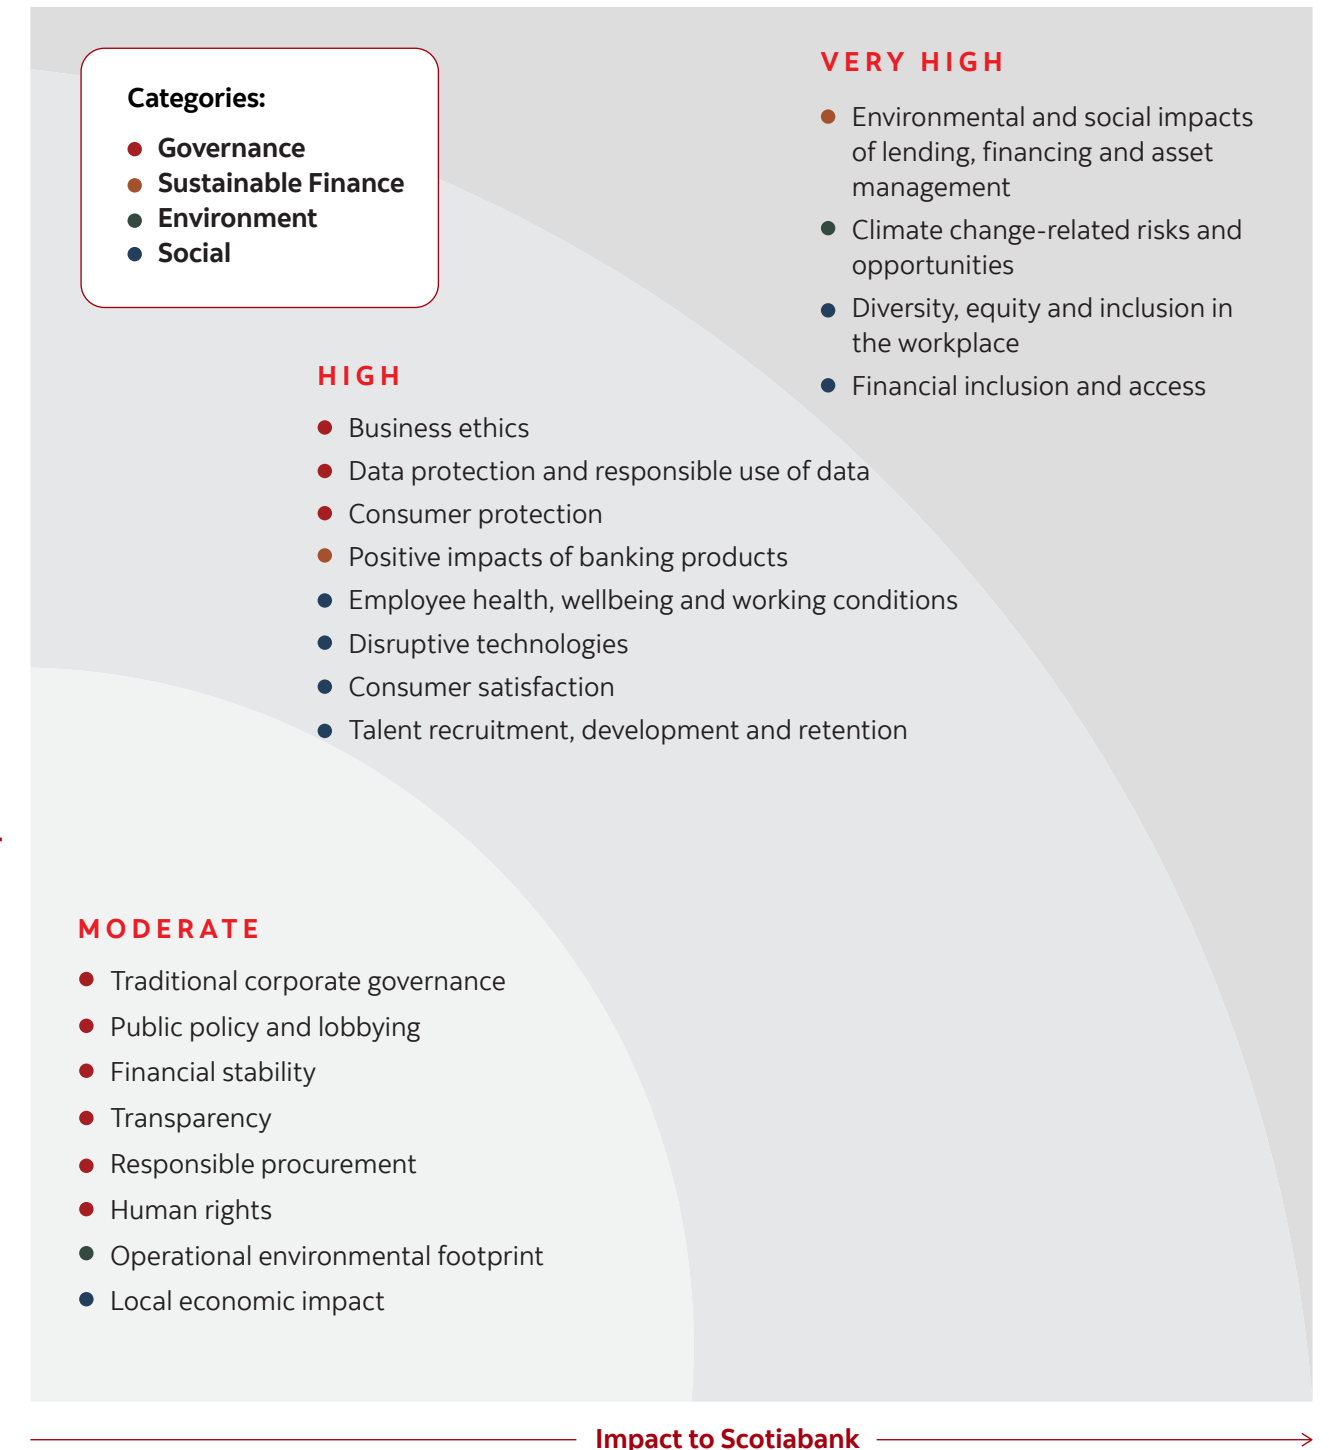 Categories:
Governance
Sustainable Finance
Environment
Social
VERY HIGH
Environmental and social impacts
of lending, financing and asset
management
Climate change-related risks and
opportunities
Diversity, equity and inclusion in
the workplace
Financial inclusion and access
HIGH
Business ethics
Data protection and responsible use of data
Consumer protection
Positive impacts of banking products
Employee health, wellbeing and working conditions
Disruptive technologies
Consumer satisfaction
Talent recruitment, development and retention
MODERATE
Traditional corporate governance
Public policy and lobbying
Financial stability
Transparency
Responsible procurement
Human rights
Operational environmental footprint
Local economic impact
Impact to Scotiabank